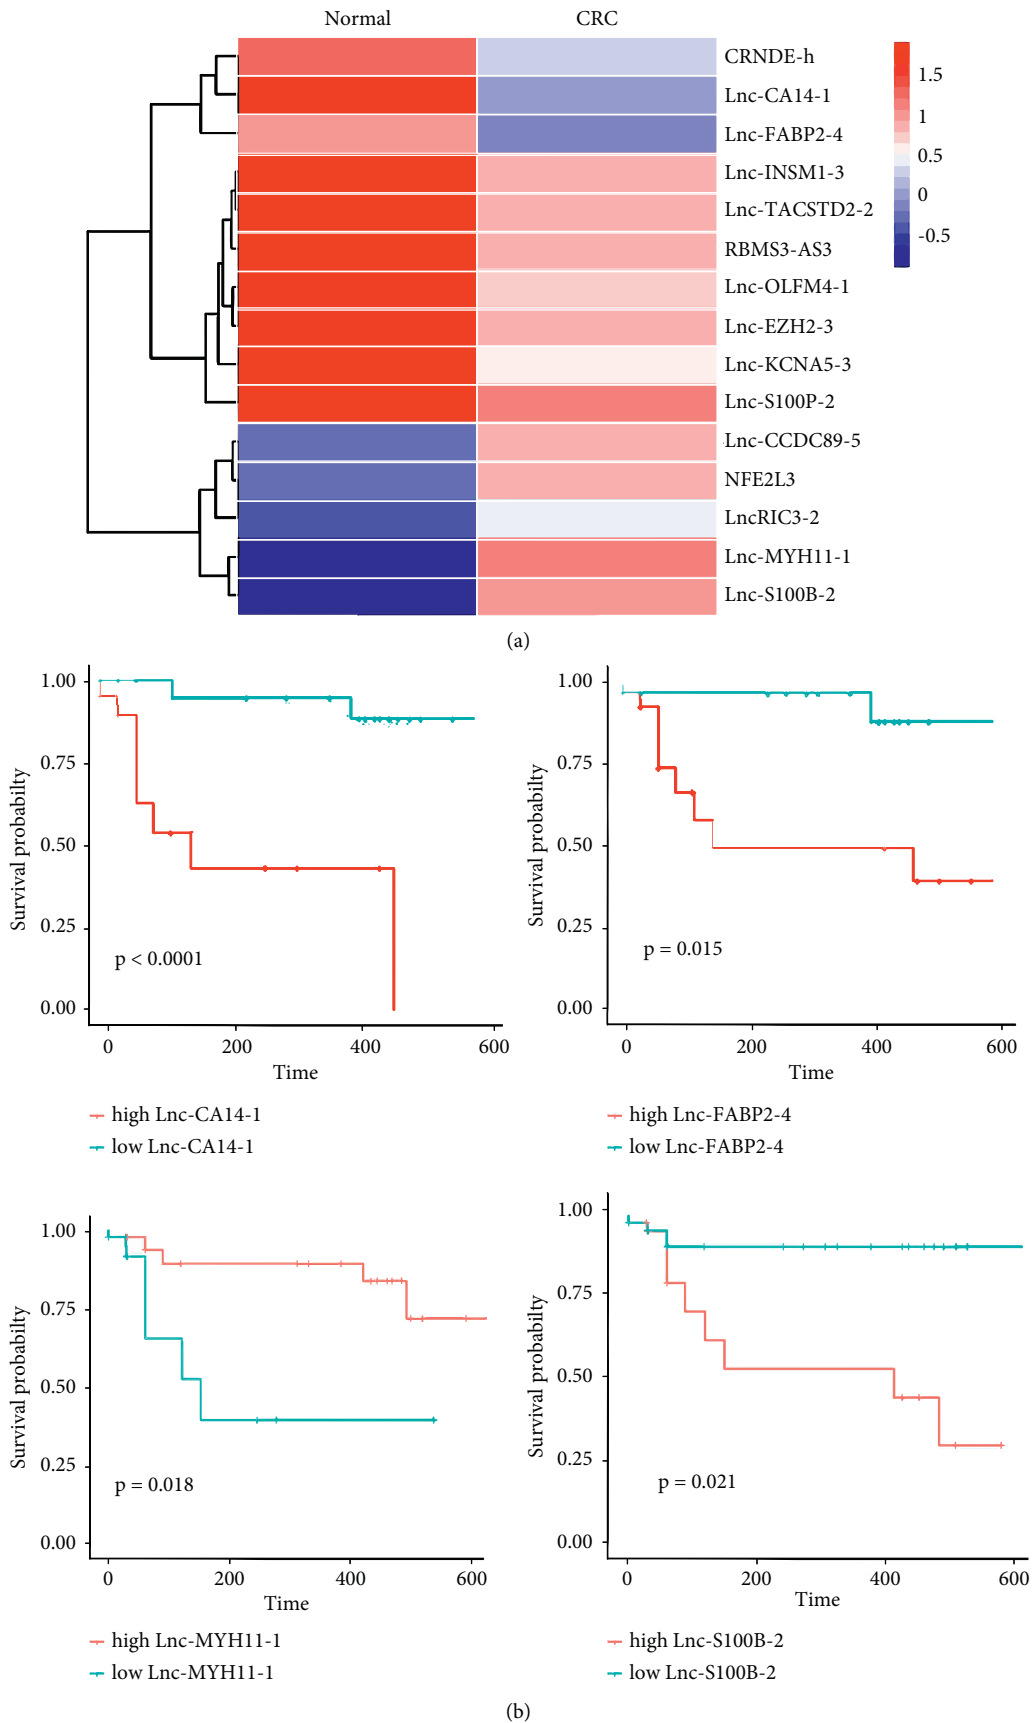 Normal CRC
CRNDE-h
Lnc-CA14-1
Lnc-FABP2-4
Lnc-INSM1-3
Lnc-TACSTD2-2
RBMS3-AS3
Lnc-OLFM4-1
Lnc-EZH2-3
Lnc-KCNA5-3
Lnc-S100P-2
Lnc-CCDC89-5
NFE2L3
LncRIC3-2
Lnc-MYH11-1
Lnc-S100B-2
1.5
1
0.5
0
-0.5
(a)
Survival probabilty
1.00
0.75
0.50
0.25
0.00
p < 0.0001
0 200 400 600
Time
high Lnc-CA14-1
low Lnc-CA14-1
Survival probabilty
1.00
0.75
0.50
0.25
0.00
p = 0.015
0 200 400 600
Time
high Lnc-FABP2-4
low Lnc-FABP2-4
Survival probabilty
1.00
0.75
0.50
0.25
0.00
p = 0.018
0 200 400 600
Time
high Lnc-MYH11-1
low Lnc-MYH11-1
Survival probabilty
1.00
0.75
0.50
0.25
0.00
p = 0.021
0 200 400 600
Time
high Lnc-S100B-2
low Lnc-S100B-2
(b)